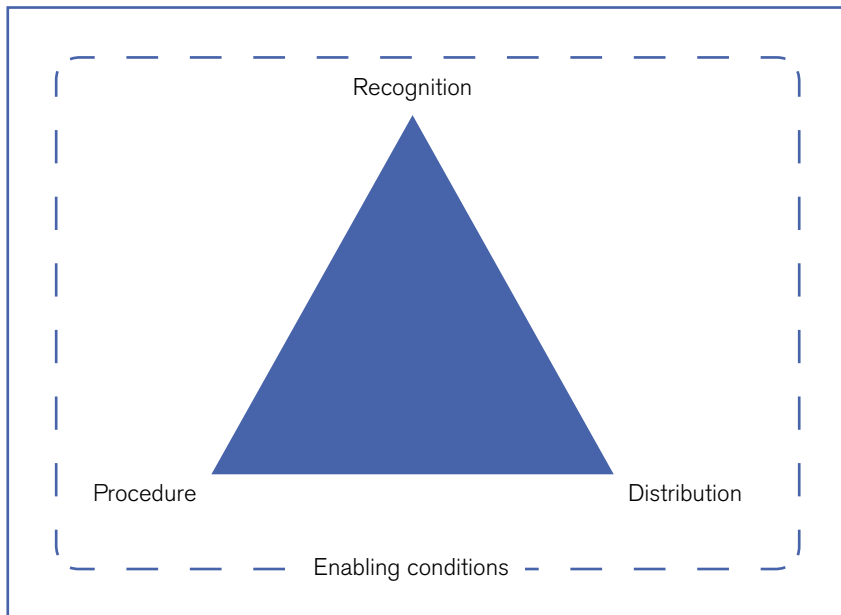 Recognition
Procedure
Distribution
Enabling conditions